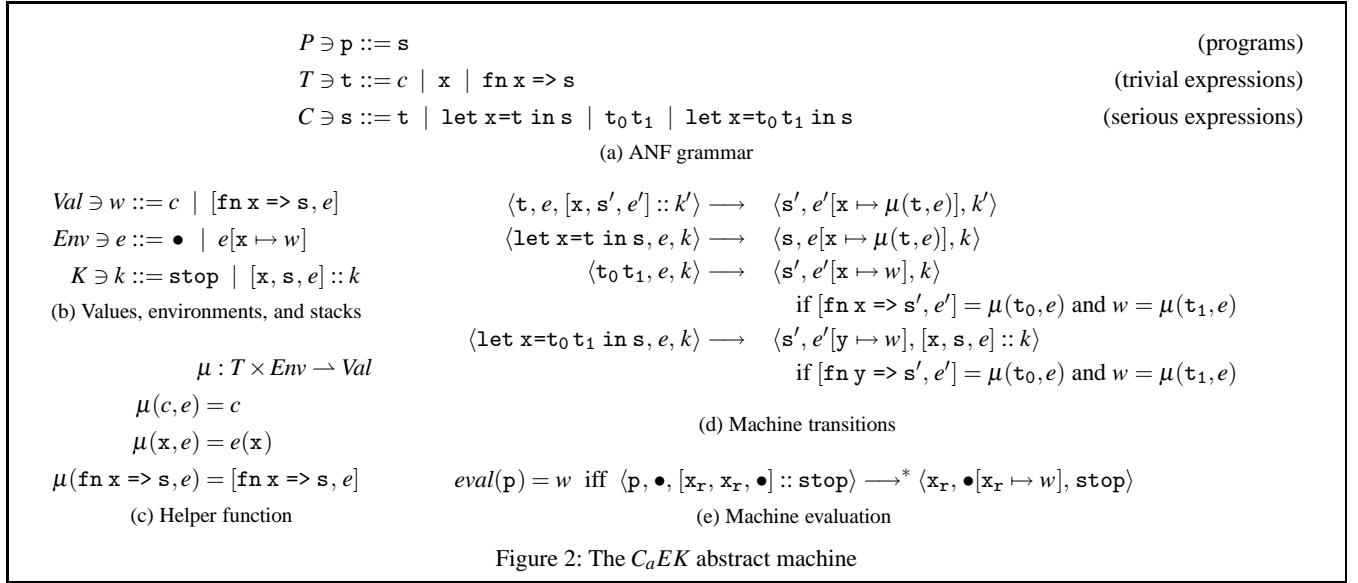 P ∋ p ::= s (programs)
T ∋ t ::= c | x | fn x => s (trivial expressions)
C ∋ s ::= t | let x=t in s | t₀ t₁ | let x=t₀ t₁ in s (serious expressions)
(a) ANF grammar
Val ∋ w ::= c | [fn x => s, e]
Env ∋ e ::= • | e[x ↦ w]
K ∋ k ::= stop | [x, s, e] :: k
(b) Values, environments, and stacks
μ : T × Env ⇀ Val
μ(c,e) = c
μ(x,e) = e(x)
μ(fn x => s,e) = [fn x => s, e]
(c) Helper function
⟨t, e, [x, s′, e′] :: k′⟩ ⟶ ⟨s′, e′[x ↦ μ(t,e)], k′⟩
⟨let x=t in s, e, k⟩ ⟶ ⟨s, e[x ↦ μ(t,e)], k⟩
⟨t₀ t₁, e, k⟩ ⟶ ⟨s′, e′[x ↦ w], k⟩
if [fn x => s′, e′] = μ(t₀,e) and w = μ(t₁,e)
⟨let x=t₀ t₁ in s, e, k⟩ ⟶ ⟨s′, e′[y ↦ w], [x, s, e] :: k⟩
if [fn y => s′, e′] = μ(t₀,e) and w = μ(t₁,e)
(d) Machine transitions
eval(p) = w iff ⟨p, •, [xᵣ, xᵣ, •] :: stop⟩ ⟶* ⟨xᵣ, •[xᵣ ↦ w], stop⟩
(e) Machine evaluation
Figure 2: The CₐEK abstract machine